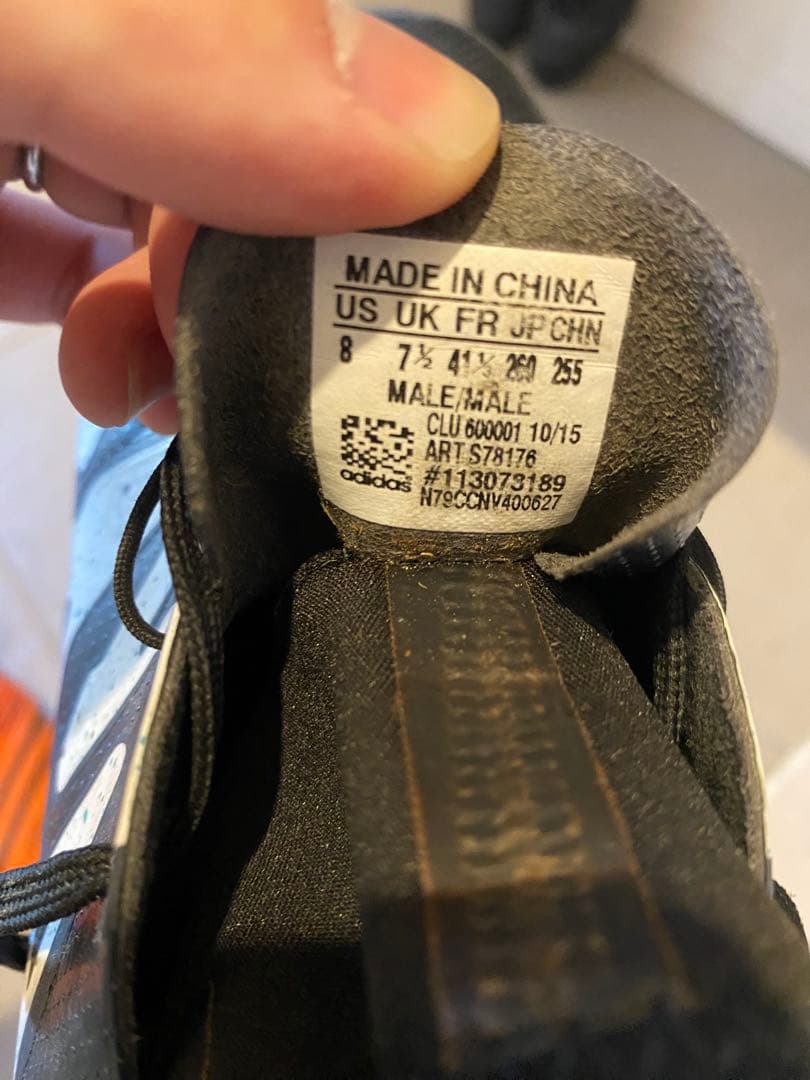 MADE IN CHINA
US UK FR JP CHN
8 7½ 41⅓ 260 255
MALE/MALE
CLU 600001 10/15
ART S78176
#113073189
adidas
N79CCNV400627